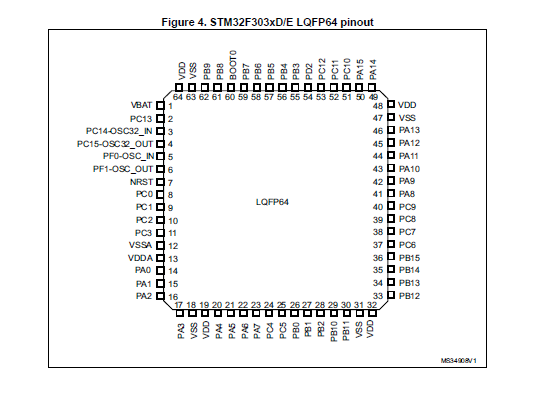 Figure 4. STM32F303xD/E LQFP64 pinout
VDD
VSS
PB9
PB8
BOOT0
PB7
PB6
PB5
PB4
PB3
PD2
PC12
PC11
PC10
PA15
PA14
64 63 62 61 60 59 58 57 56 55 54 53 52 51 50 49
VBAT 1
PC13 2
PC14-OSC32_IN 3
PC15-OSC32_OUT 4
PF0-OSC_IN 5
PF1-OSC_OUT 6
NRST 7
PC0 8
PC1 9
PC2 10
PC3 11
VSSA 12
VDDA 13
PA0 14
PA1 15
PA2 16
LQFP64
48 VDD
47 VSS
46 PA13
45 PA12
44 PA11
43 PA10
42 PA9
41 PA8
40 PC9
39 PC8
38 PC7
37 PC6
36 PB15
35 PB14
34 PB13
33 PB12
17 18 19 20 21 22 23 24 25 26 27 28 29 30 31 32
PA3
VSS
VDD
PA4
PA5
PA6
PA7
PC4
PC5
PB0
PB1
PB2
PB10
PB11
VSS
VDD
MS34908V1